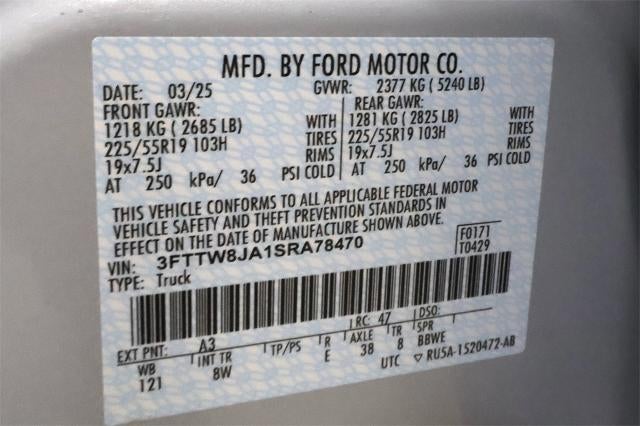 MFD. BY FORD MOTOR CO.
DATE: 03/25 GVWR: 2377 KG ( 5240 LB)
FRONT GAWR: REAR GAWR:
1218 KG ( 2685 LB) WITH 1281 KG ( 2825 LB) WITH
225/55R19 103H TIRES 225/55R19 103H TIRES
19x7.5J RIMS 19x7.5J RIMS
AT 250 kPa/ 36 PSI COLD AT 250 kPa/ 36 PSI COLD
THIS VEHICLE CONFORMS TO ALL APPLICABLE FEDERAL MOTOR
VEHICLE SAFETY AND THEFT PREVENTION STANDARDS IN
EFFECT ON THE DATE OF MANUFACTURE SHOWN ABOVE.
VIN: 3FTTW8JA1SRA78470 F0171
TYPE: Truck T0429
EXT PNT: A3 RC: 47 DSO:
WB INT TR TP/PS R AXLE TR SPR
121 8W E 38 8 BBWE
UTC ▽ RU5A-1520472-AB